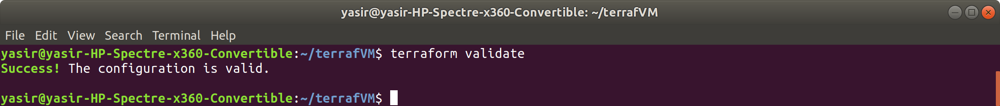 yasir@yasir-HP-Spectre-x360-Convertible: ~/terrafVM
File Edit View Search Terminal Help
yasir@yasir-HP-Spectre-x360-Convertible:~/terrafVM$ terraform validate
Success! The configuration is valid.
yasir@yasir-HP-Spectre-x360-Convertible:~/terrafVM$